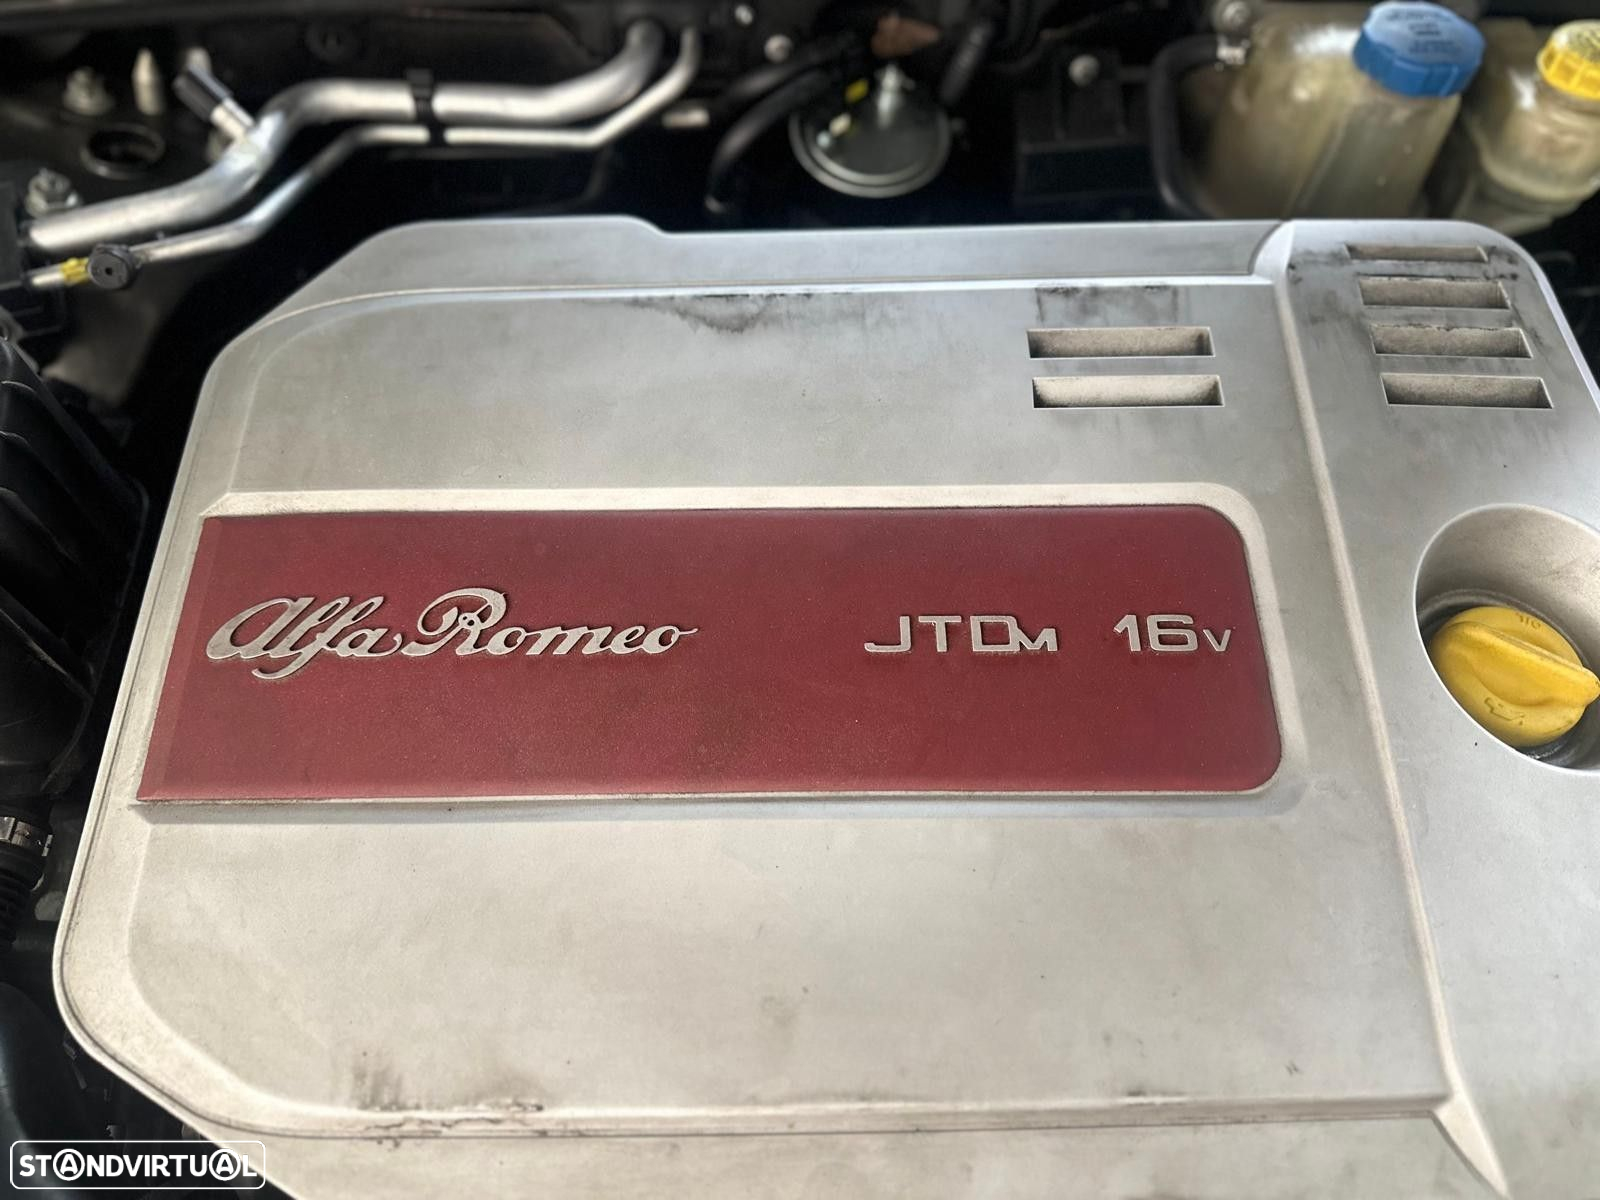 Alfa Romeo JTDM 16V
STANDVIRTUAL